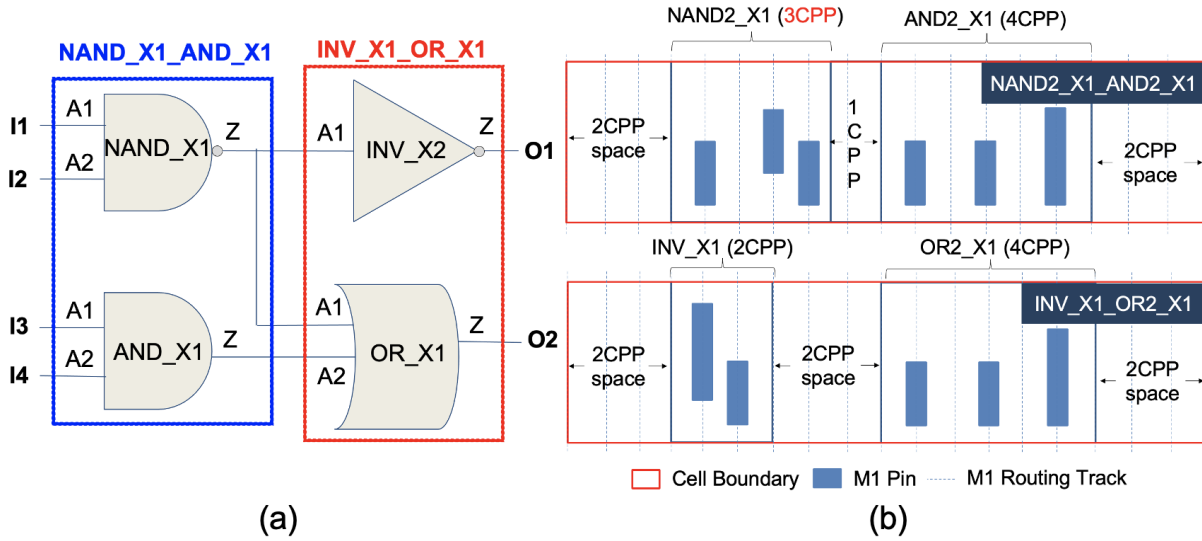 NAND_X1_AND_X1
INV_X1_OR_X1
I1
A1
NAND_X1
Z
A2
I2
A1
INV_X2
Z
O1
I3
A1
AND_X1
Z
A2
I4
A1
OR_X1
Z
A2
O2
(a)
NAND2_X1 (3CPP)
AND2_X1 (4CPP)
NAND2_X1_AND2_X1
2CPP
space
1
C
P
P
2CPP
space
INV_X1 (2CPP)
OR2_X1 (4CPP)
INV_X1_OR2_X1
2CPP
space
2CPP
space
2CPP
space
Cell Boundary
M1 Pin
M1 Routing Track
(b)